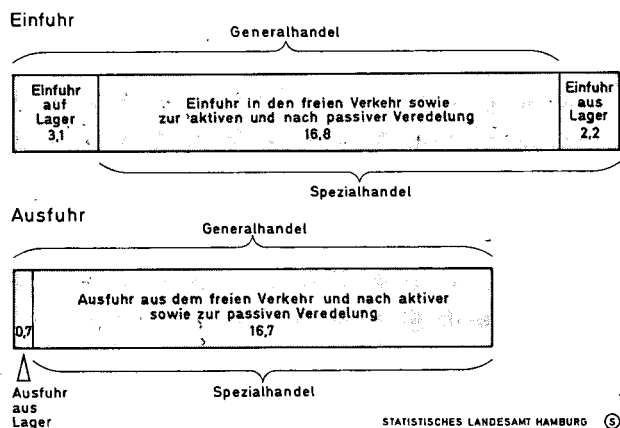 Einfuhr
Generalhandel
Einfuhr
auf
Lager
3,1
Einfuhr in den freien Verkehr sowie
zur aktiven und nach passiver Veredelung
16,8
Einfuhr
aus
Lager
2,2
Spezialhandel
Ausfuhr
Generalhandel
0,7
Ausfuhr aus dem freien Verkehr und nach aktiver
sowie zur passiven Veredelung
16,7
Ausfuhr
aus
Lager
Spezialhandel
STATISTISCHES LANDESAMT HAMBURG S